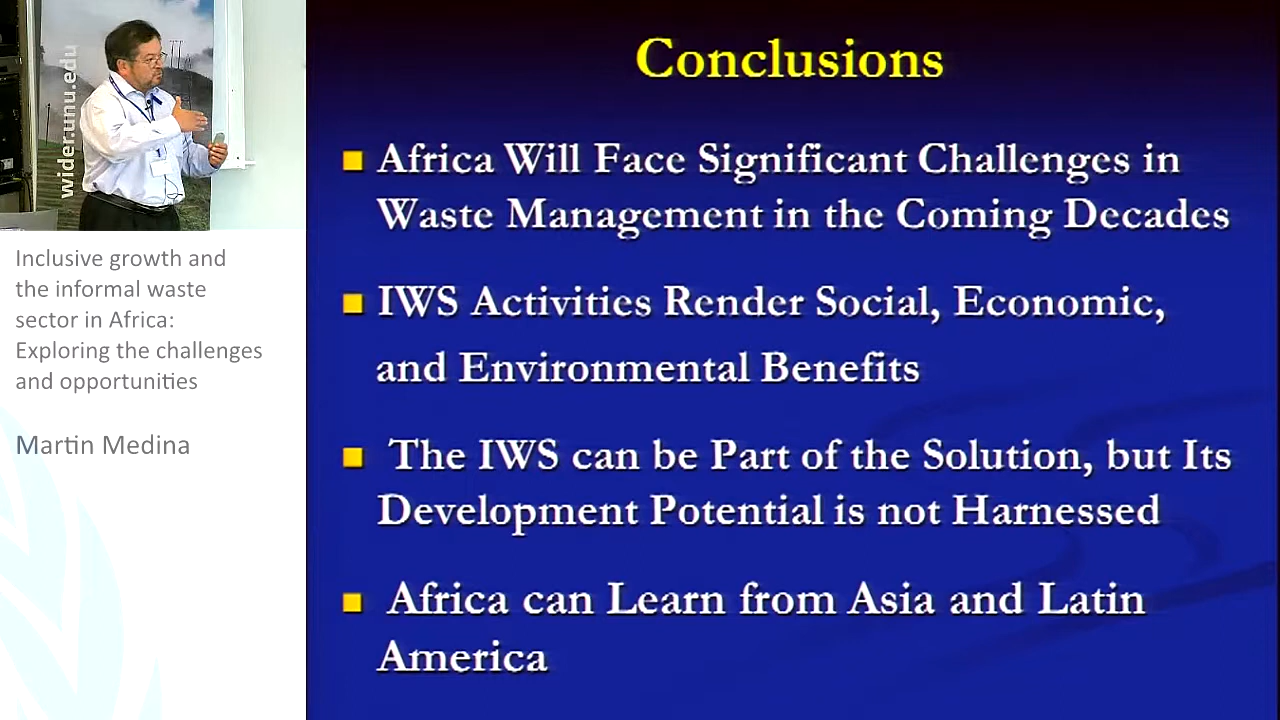 wider.unu.edu
Inclusive growth and
the informal waste
sector in Africa:
Exploring the challenges
and opportunities
Martin Medina
Conclusions
Africa Will Face Significant Challenges in
Waste Management in the Coming Decades
IWS Activities Render Social, Economic,
and Environmental Benefits
The IWS can be Part of the Solution, but Its
Development Potential is not Harnessed
Africa can Learn from Asia and Latin
America